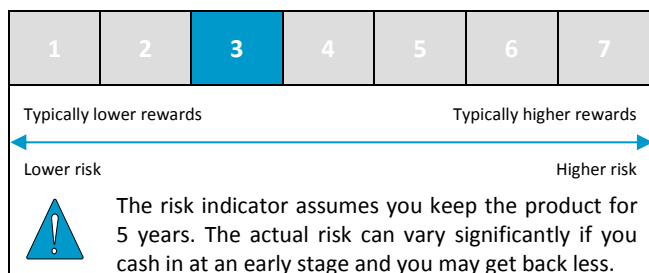 1 2 3 4 5 6 7
Typically lower rewards Typically higher rewards
Lower risk Higher risk
The risk indicator assumes you keep the product for
5 years. The actual risk can vary significantly if you
cash in at an early stage and you may get back less.